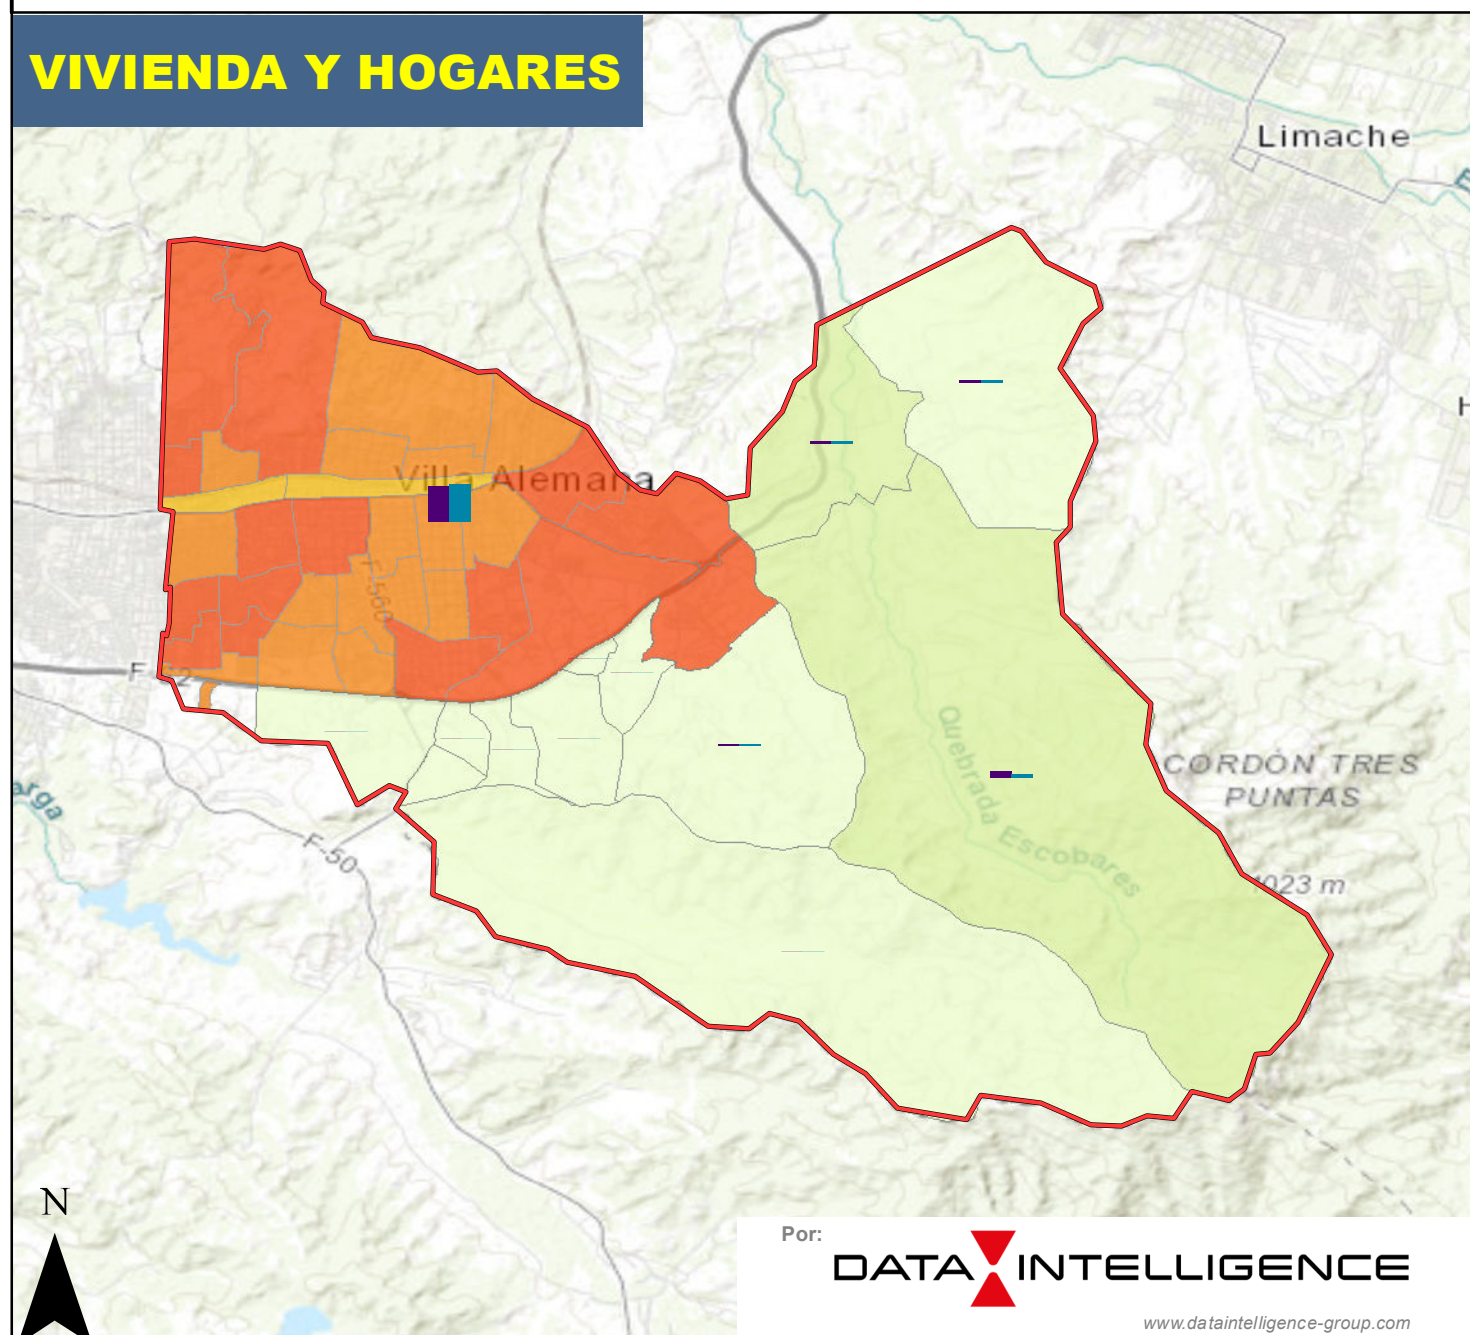 VIVIENDA Y HOGARES
Limache
Villa Alemana
F-560
F-50
Quebrada Escobares
CORDÓN TRES
PUNTAS
1023 m
N
Por:
DATA INTELLIGENCE
www.dataintelligence-group.com